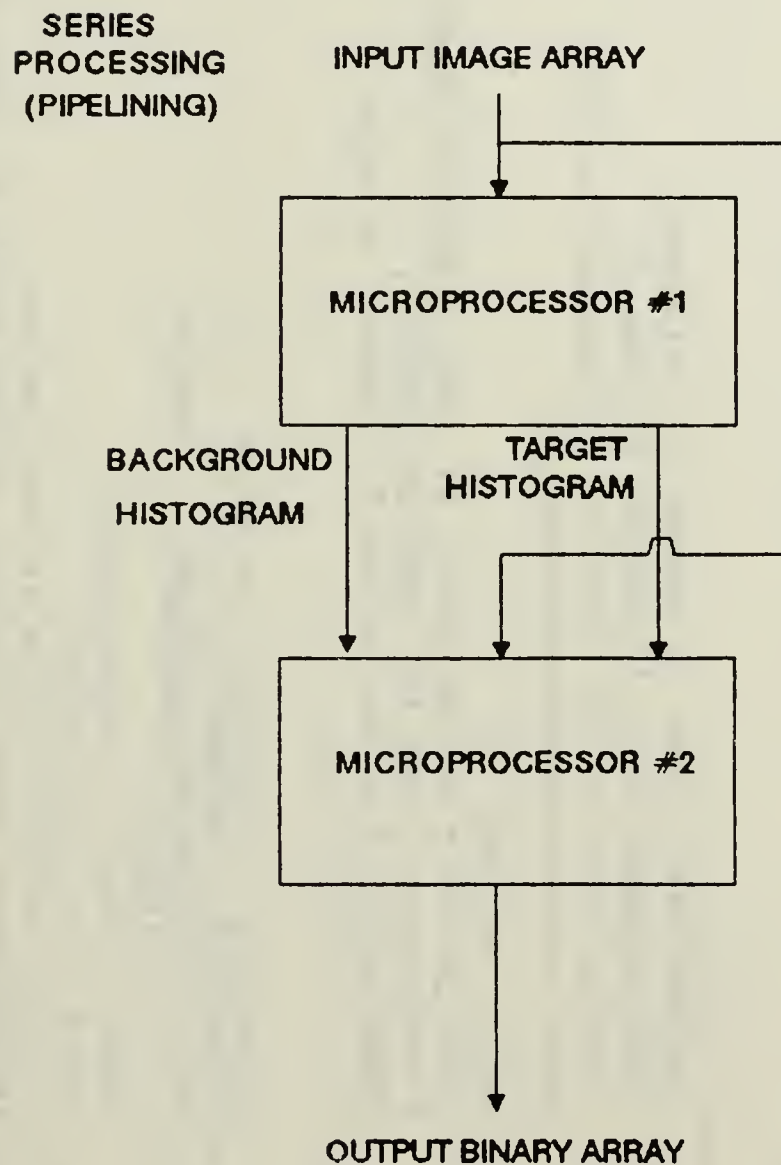 SERIES
PROCESSING
(PIPELINING)
INPUT IMAGE ARRAY
MICROPROCESSOR #1
BACKGROUND
HISTOGRAM
TARGET
HISTOGRAM
MICROPROCESSOR #2
OUTPUT BINARY ARRAY